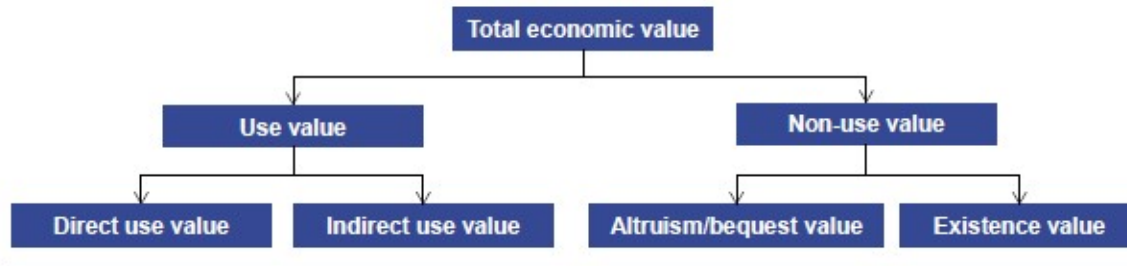 Total economic value
Use value
Non-use value
Direct use value
Indirect use value
Altruism/bequest value
Existence value